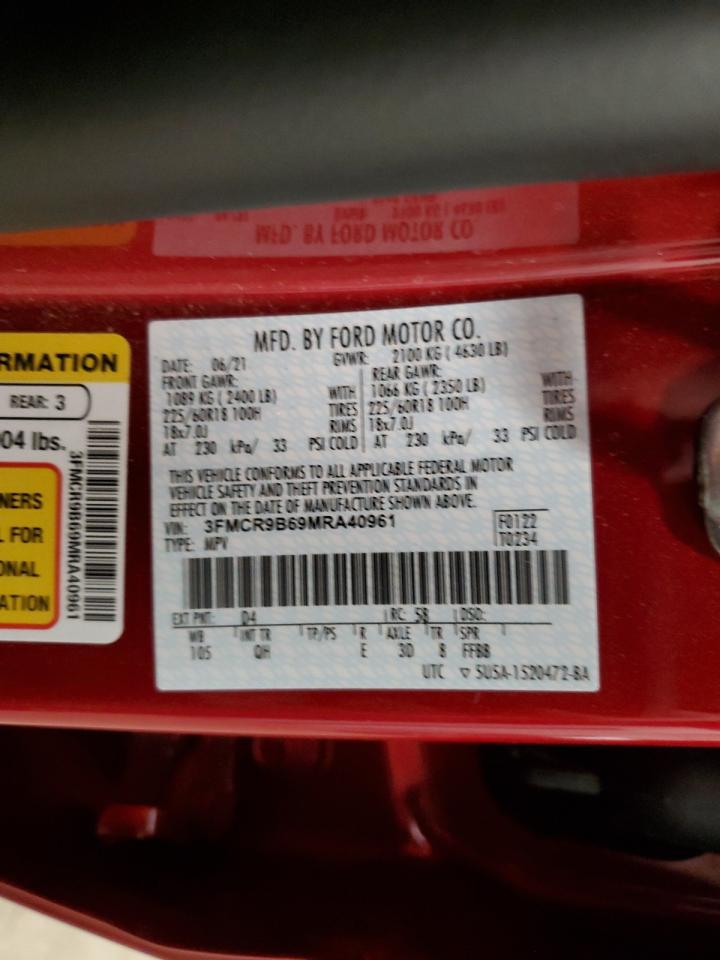 MFD. BY FORD MOTOR CO.
RMATION
REAR: 3
04 lbs.
NERS
L FOR
ONAL
ATION
3FMCR9B69MRA40961
MFD. BY FORD MOTOR CO.
DATE: 06/21 GVWR: 2100 KG ( 4630 LB)
FRONT GAWR: REAR GAWR:
1089 KG ( 2400 LB) WITH 1066 KG ( 2350 LB) WITH
225/60R18 100H TIRES 225/60R18 100H TIRES
18x7.0J RIMS 18x7.0J RIMS
AT 230 kPa/ 33 PSI COLD AT 230 kPa/ 33 PSI COLD
THIS VEHICLE CONFORMS TO ALL APPLICABLE FEDERAL MOTOR
VEHICLE SAFETY AND THEFT PREVENTION STANDARDS IN
EFFECT ON THE DATE OF MANUFACTURE SHOWN ABOVE.
VIN: 3FMCR9B69MRA40961 F0122
TYPE: MPV T0234
EXT PNT: D4 RC: 58 DSO:
WB INT TR TP/PS R AXLE TR SPR
105 QH E 3D 8 FFBB
UTC ▽ 5U5A-1520472-BA